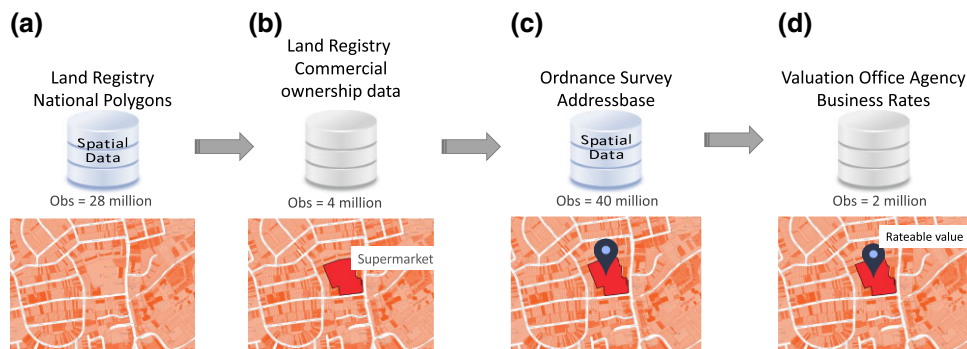 (a)
Land Registry
National Polygons
Spatial
Data
Obs = 28 million
(b)
Land Registry
Commercial
ownership data
Obs = 4 million
Supermarket
(c)
Ordnance Survey
Addressbase
Spatial
Data
Obs = 40 million
(d)
Valuation Office Agency
Business Rates
Obs = 2 million
Rateable value